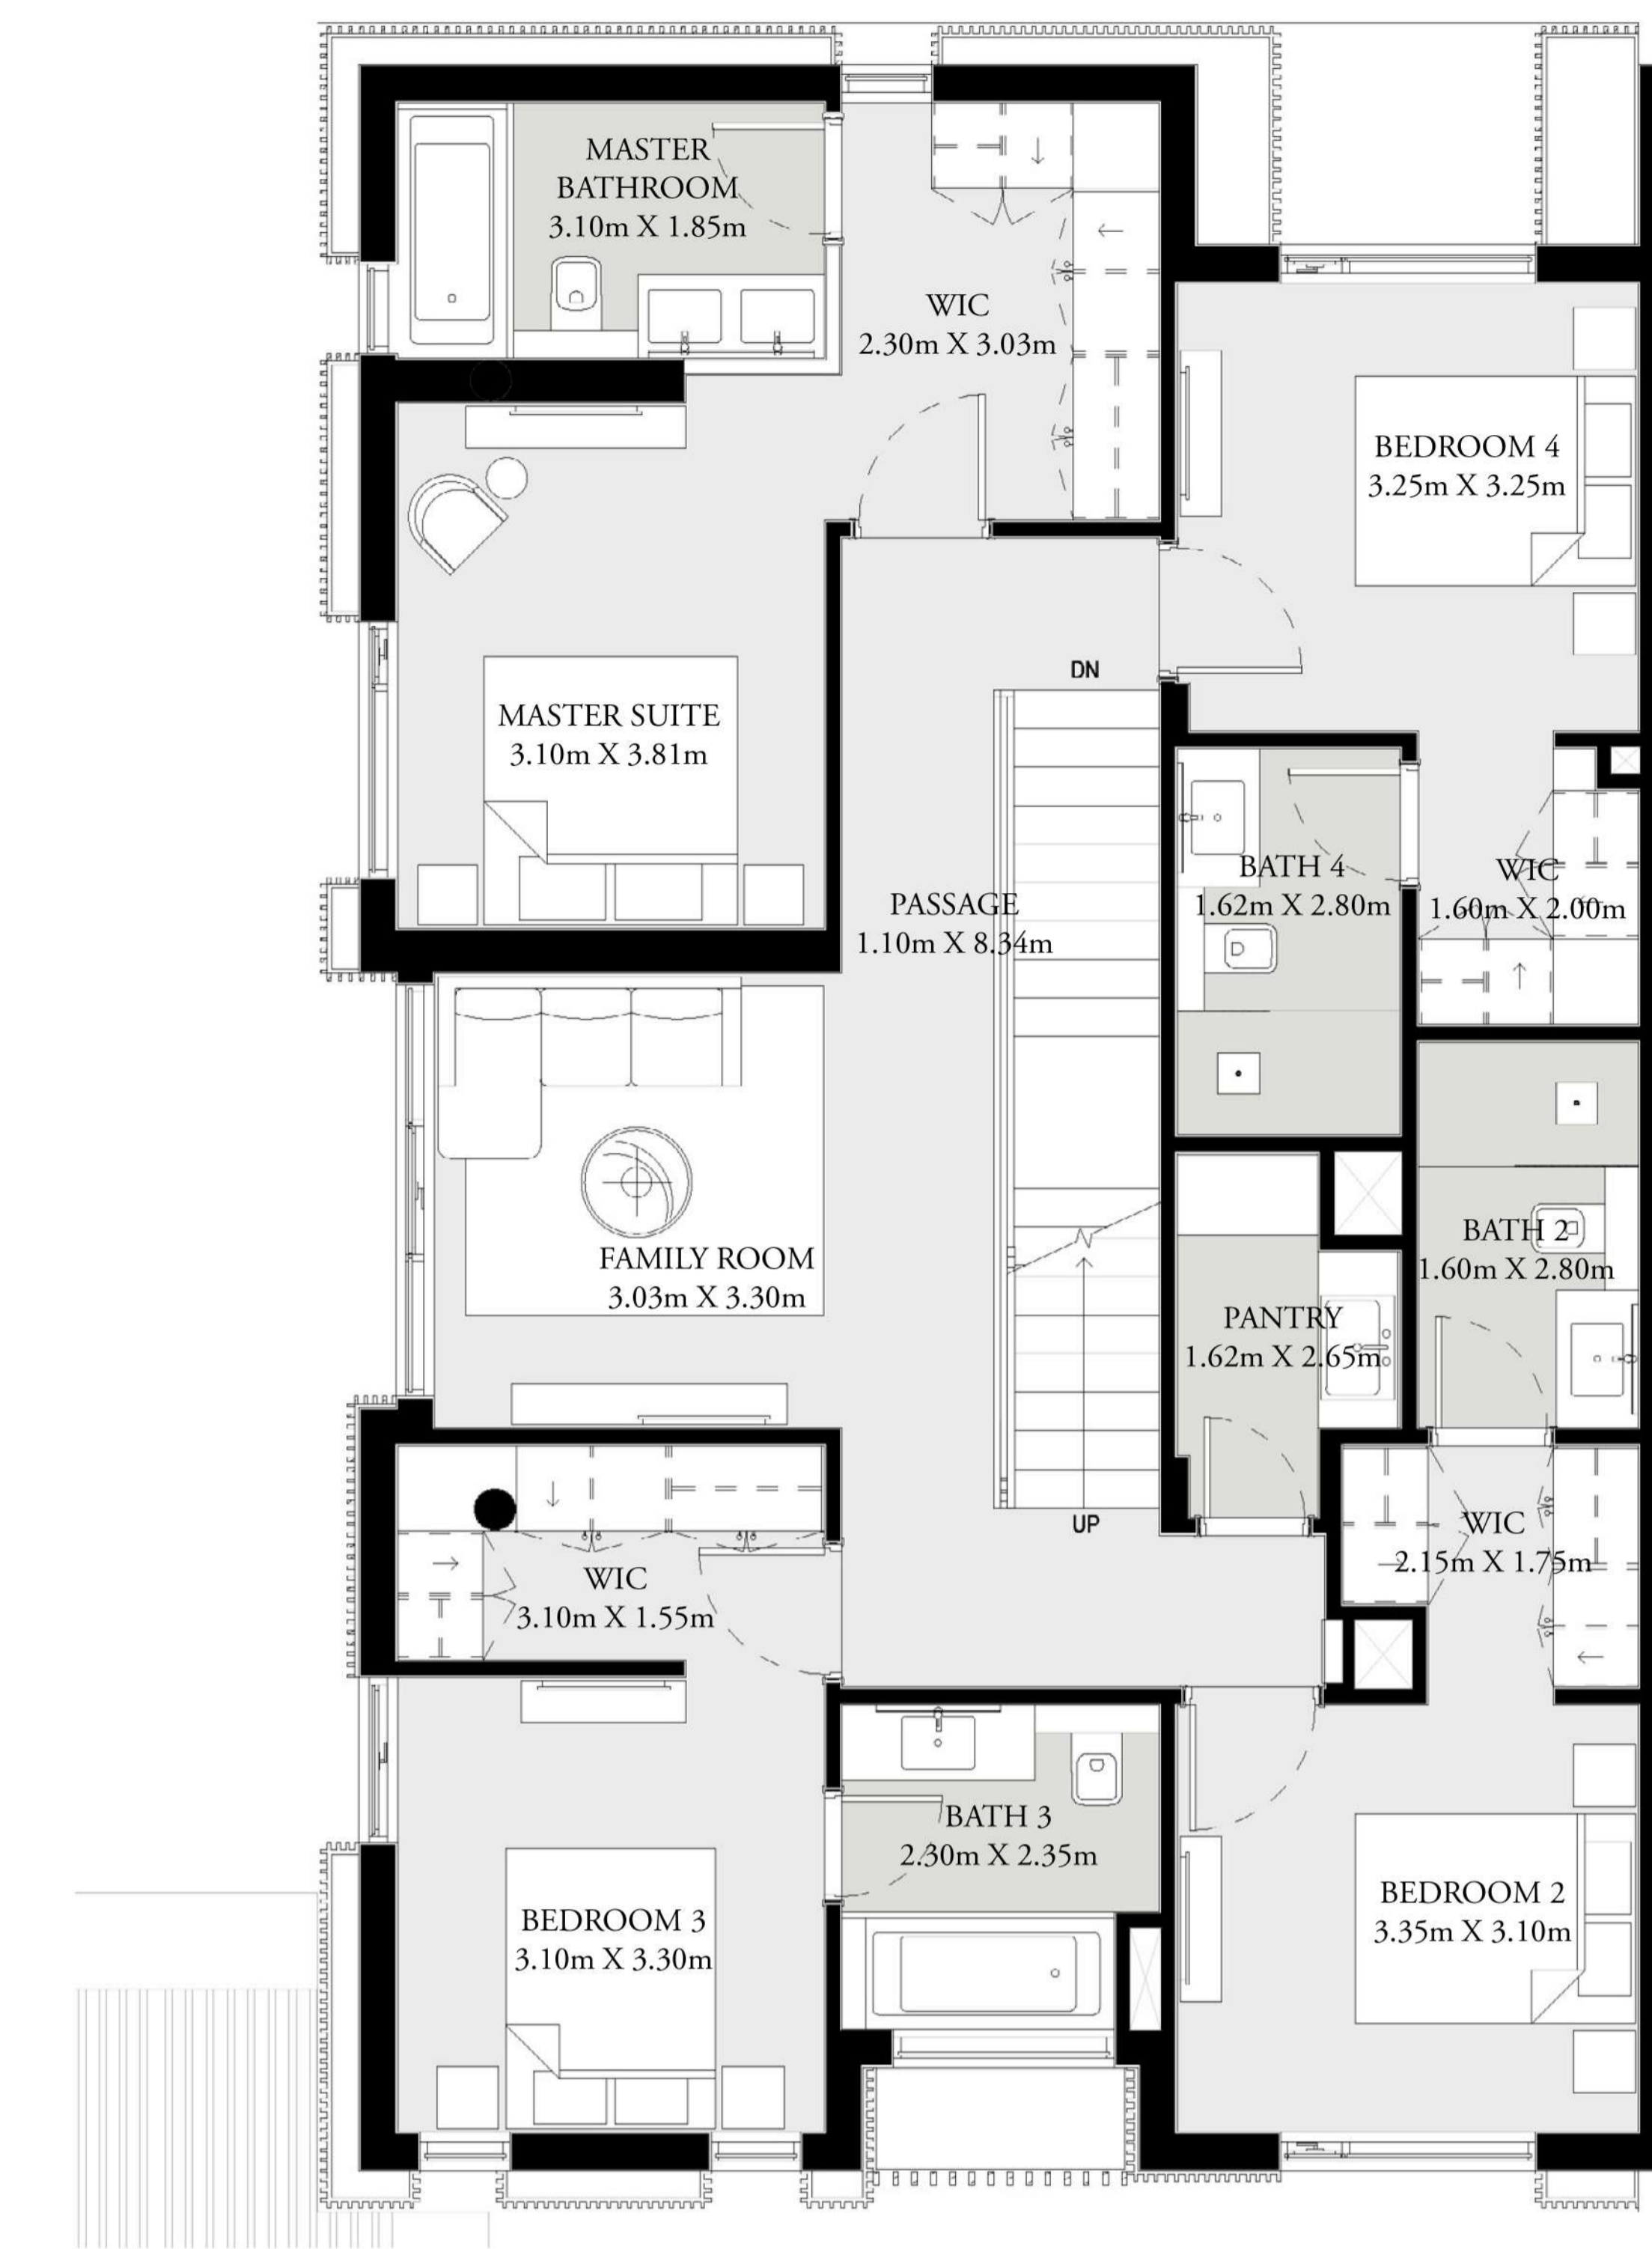 MASTER
BATHROOM
3.10m X 1.85m
WIC
2.30m X 3.03m
BEDROOM 4
3.25m X 3.25m
DN
MASTER SUITE
3.10m X 3.81m
PASSAGE
1.10m X 8.34m
BATH 4
1.62m X 2.80m
WIC
1.60m X 2.00m
FAMILY ROOM
3.03m X 3.30m
BATH 2
1.60m X 2.80m
PANTRY
1.62m X 2.65m
UP
WIC
2.15m X 1.75m
WIC
3.10m X 1.55m
BATH 3
2.30m X 2.35m
BEDROOM 3
3.10m X 3.30m
BEDROOM 2
3.35m X 3.10m